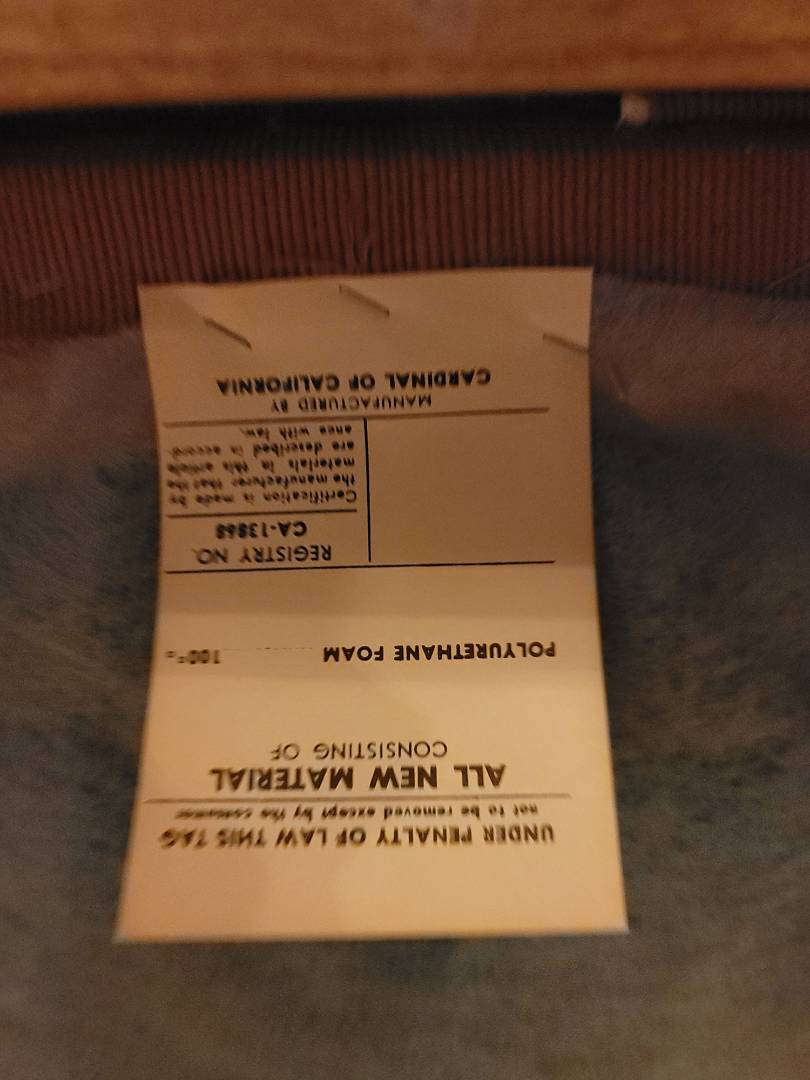 UNDER PENALTY OF LAW THIS TAG
not to be removed except by the consumer
ALL NEW MATERIAL
CONSISTING OF
POLYURETHANE FOAM 100%
REGISTRY NO.
CA-13868
Certification is made by
the manufacturer that the
materials in this article
are described in accord-
ance with law.
MANUFACTURED BY
CARDINAL OF CALIFORNIA